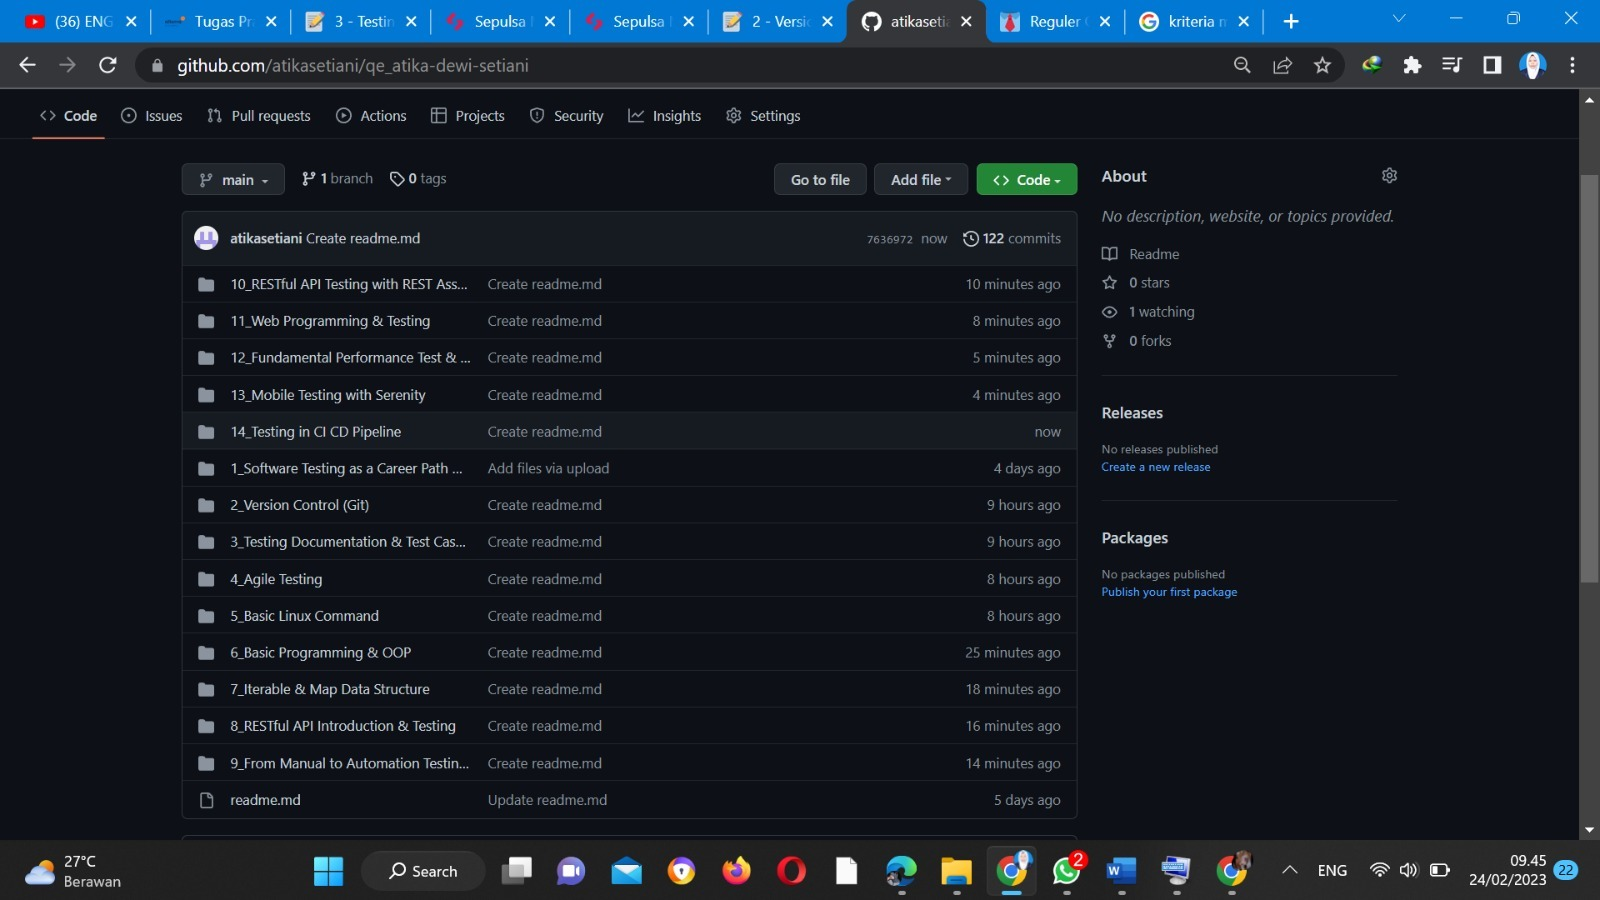 (36) ENG
Tugas Pr
3 - Testin
Sepulsa
Sepulsa
2 - Versi
atikasetia
Reguler
kriteria m
github.com/atikasetiani/qe_atika-dewi-setiani
Code Issues Pull requests Actions Projects Security Insights Settings
main 1 branch 0 tags Go to file Add file Code
atikasetiani Create readme.md 7636972 now 122 commits
10_RESTful API Testing with REST Ass... Create readme.md 10 minutes ago
11_Web Programming & Testing Create readme.md 8 minutes ago
12_Fundamental Performance Test & ... Create readme.md 5 minutes ago
13_Mobile Testing with Serenity Create readme.md 4 minutes ago
14_Testing in CI CD Pipeline Create readme.md now
1_Software Testing as a Career Path ... Add files via upload 4 days ago
2_Version Control (Git) Create readme.md 9 hours ago
3_Testing Documentation & Test Cas... Create readme.md 9 hours ago
4_Agile Testing Create readme.md 8 hours ago
5_Basic Linux Command Create readme.md 8 hours ago
6_Basic Programming & OOP Create readme.md 25 minutes ago
7_Iterable & Map Data Structure Create readme.md 18 minutes ago
8_RESTful API Introduction & Testing Create readme.md 16 minutes ago
9_From Manual to Automation Testin... Create readme.md 14 minutes ago
readme.md Update readme.md 5 days ago
About
No description, website, or topics provided.
Readme
0 stars
1 watching
0 forks
Releases
No releases published
Create a new release
Packages
No packages published
Publish your first package
27°C
Berawan
Search
2
ENG
09.45
24/02/2023
22